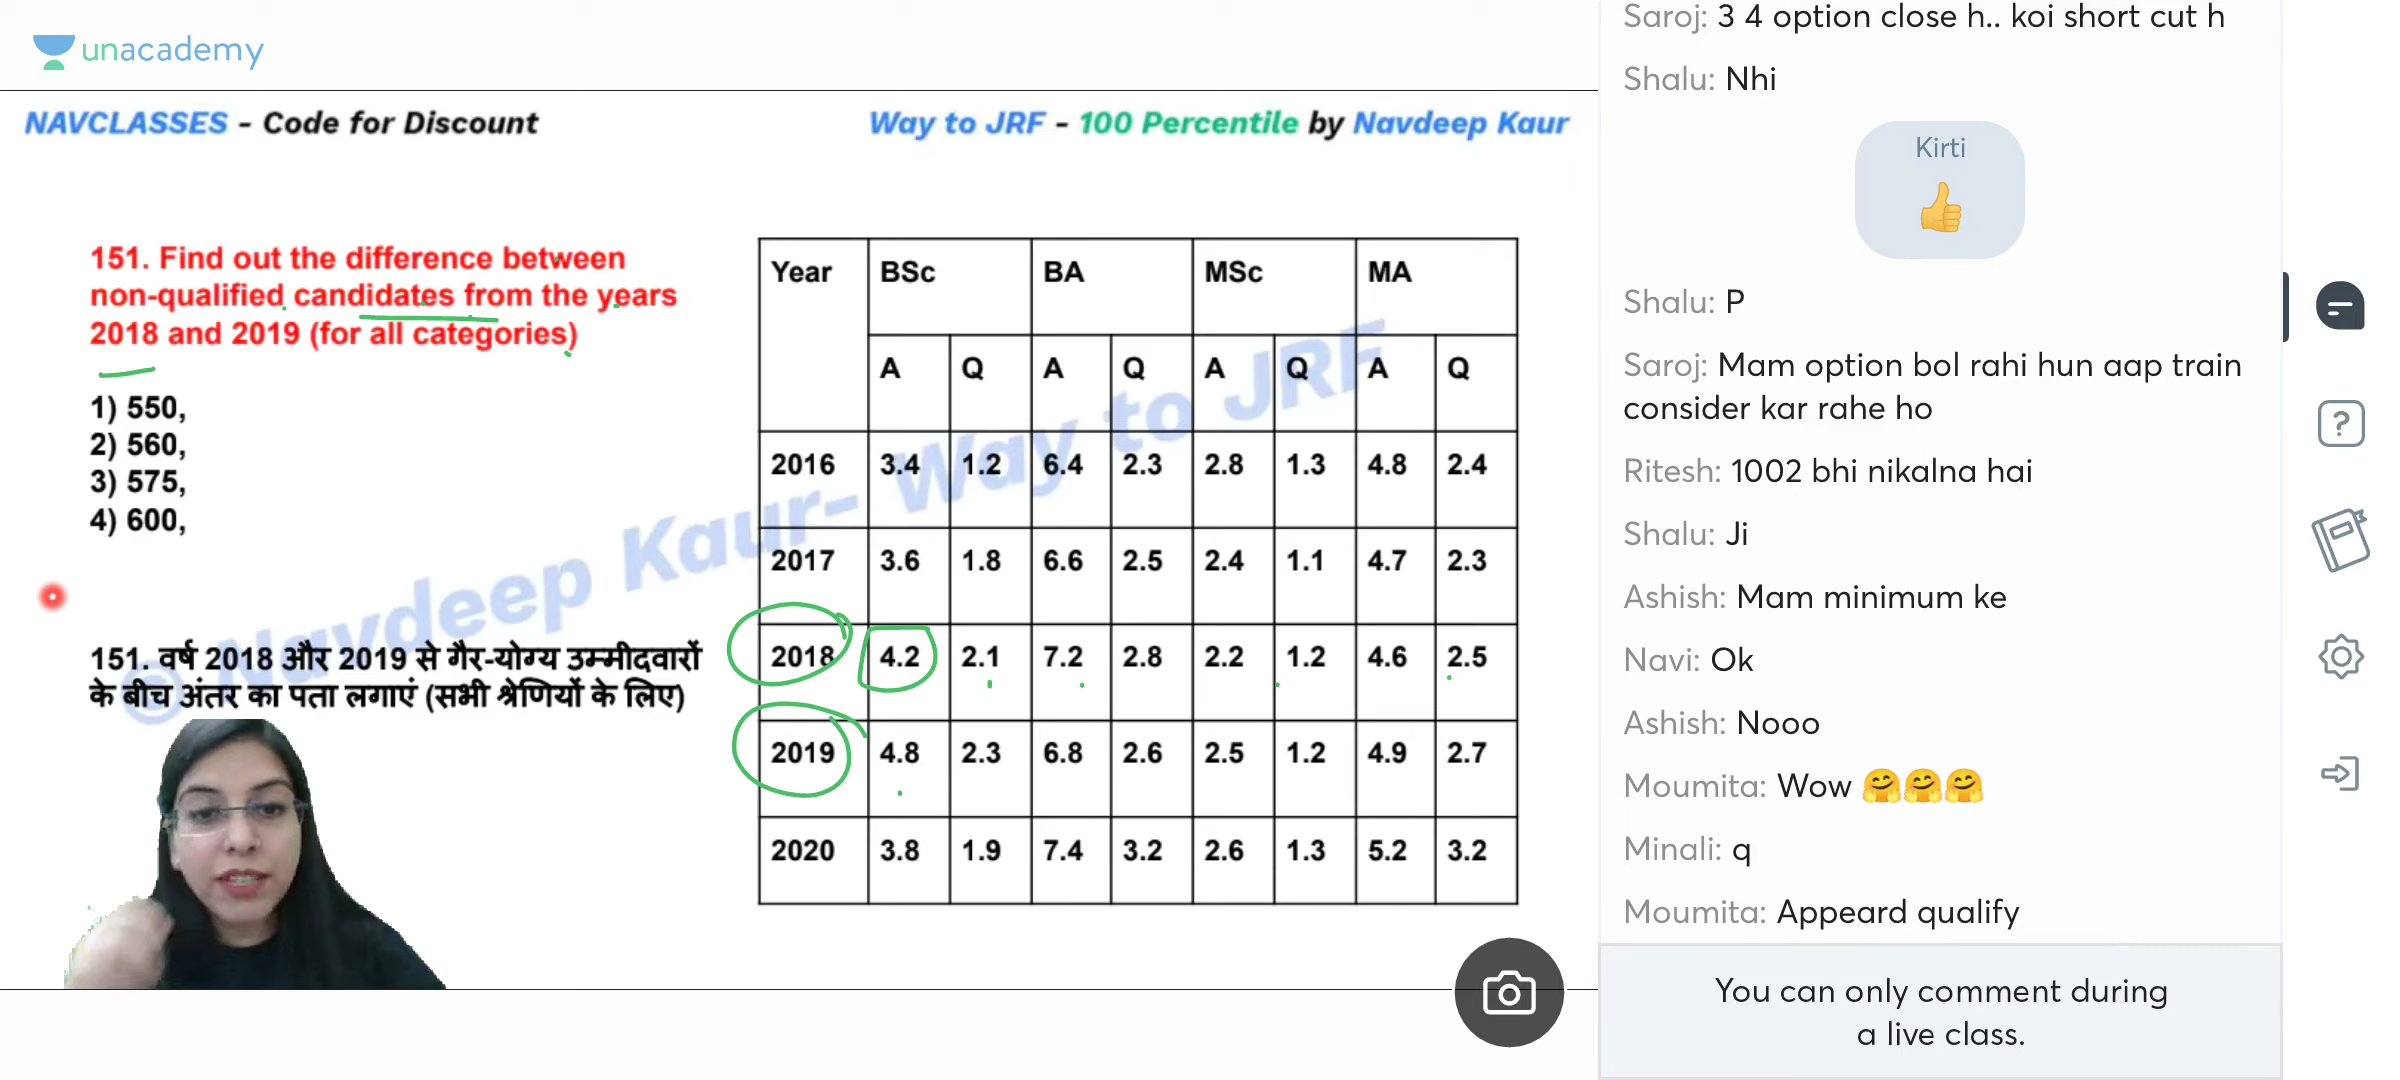 unacademy
NAVCLASSES - Code for Discount
Way to JRF - 100 Percentile by Navdeep Kaur
151. Find out the difference between
non-qualified candidates from the years
2018 and 2019 (for all categories)
1) 550,
2) 560,
3) 575,
4) 600,
151. वर्ष 2018 और 2019 से गैर-योग्य उम्मीदवारों
के बीच अंतर का पता लगाएं (सभी श्रेणियों के लिए)
© Navdeep Kaur- Way to JRF
Year BSc BA MSc MA
A Q A Q A Q A Q
2016 3.4 1.2 6.4 2.3 2.8 1.3 4.8 2.4
2017 3.6 1.8 6.6 2.5 2.4 1.1 4.7 2.3
2018 4.2 2.1 7.2 2.8 2.2 1.2 4.6 2.5
2019 4.8 2.3 6.8 2.6 2.5 1.2 4.9 2.7
2020 3.8 1.9 7.4 3.2 2.6 1.3 5.2 3.2
Saroj: 3 4 option close h.. koi short cut h
Shalu: Nhi
Kirti
Shalu: P
Saroj: Mam option bol rahi hun aap train
consider kar rahe ho
Ritesh: 1002 bhi nikalna hai
Shalu: Ji
Ashish: Mam minimum ke
Navi: Ok
Ashish: Nooo
Moumita: Wow 🤗🤗🤗
Minali: q
Moumita: Appeard qualify
You can only comment during
a live class.